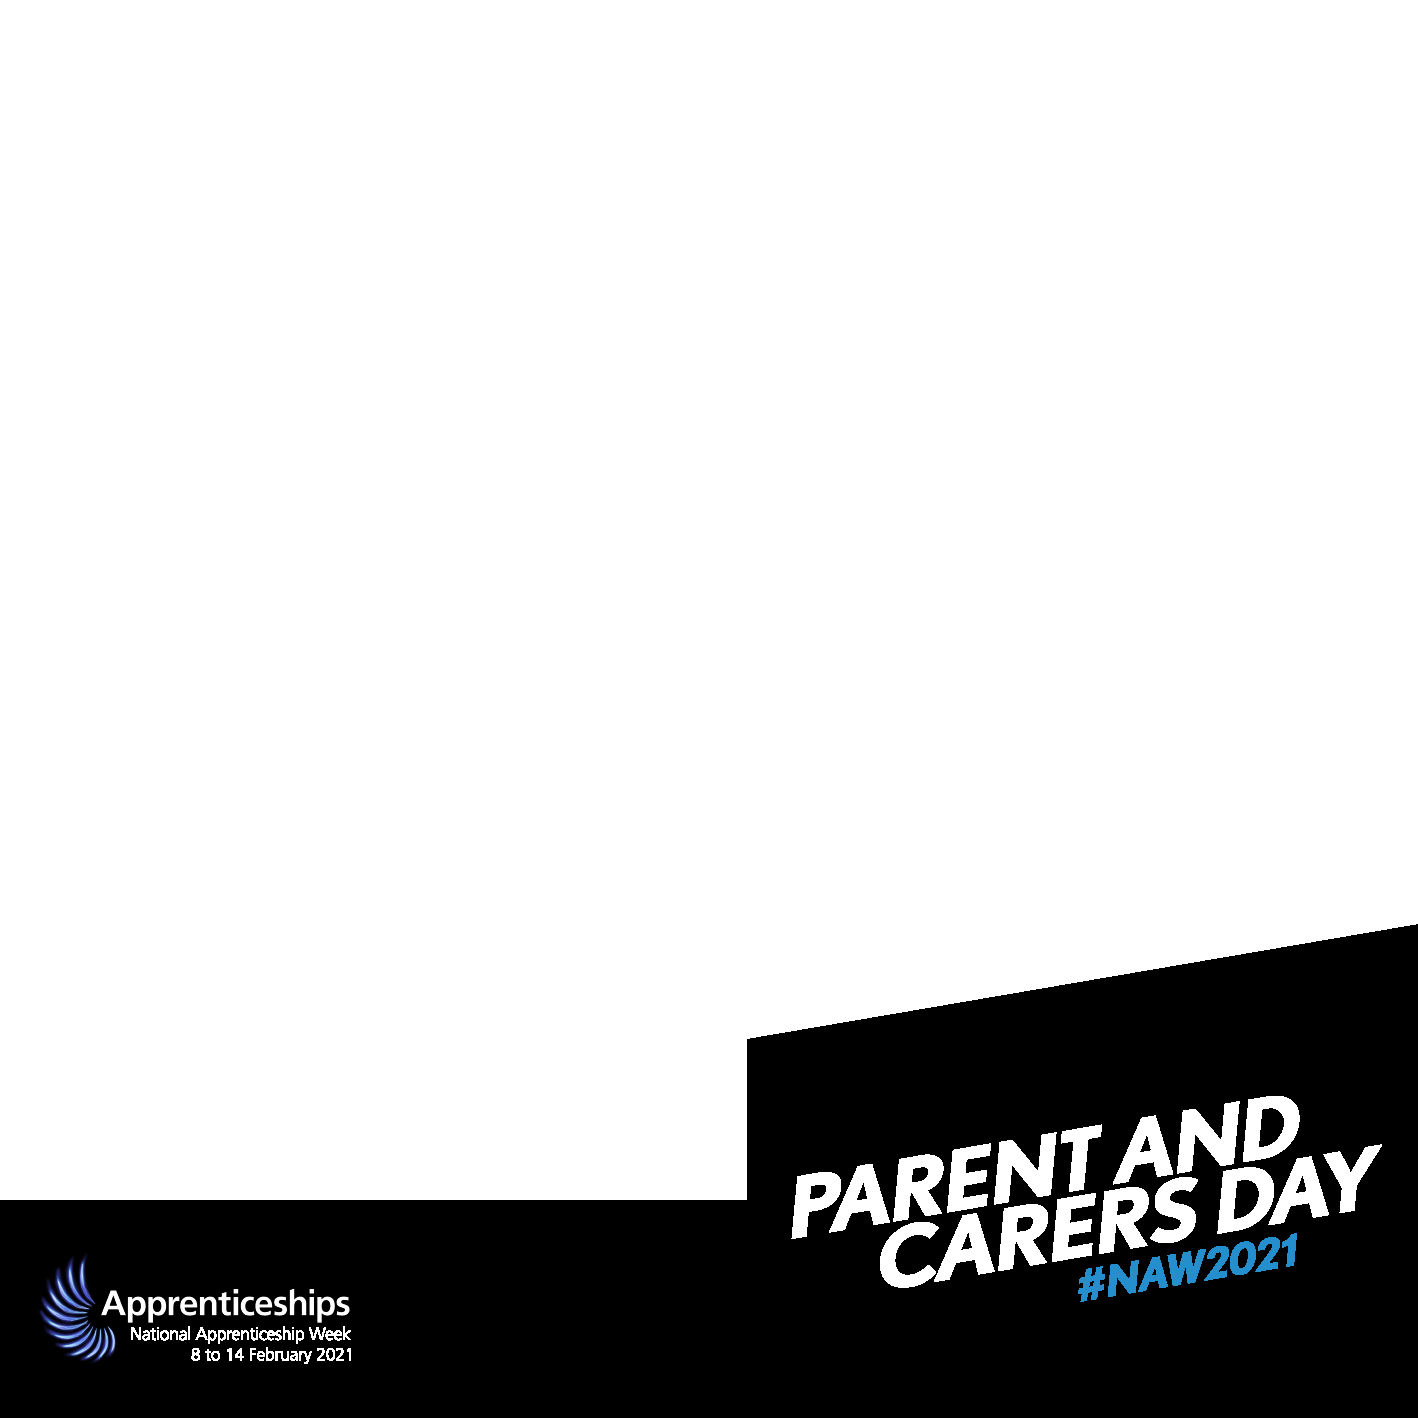 PARENT AND
CARERS DAY
#NAW2021
Apprenticeships
National Apprenticeship Week
8 to 14 February 2021